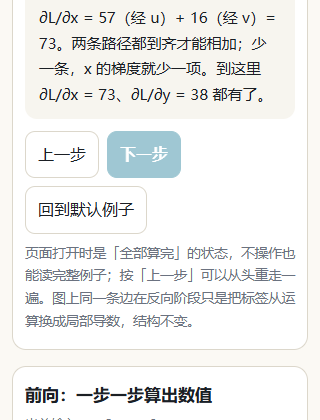 ∂L/∂x = 57（经 u）+ 16（经 v）=
73。两条路径都到齐才能相加；少
一条，x 的梯度就少一项。到这里
∂L/∂x = 73、∂L/∂y = 38 都有了。
上一步
下一步
回到默认例子
页面打开时是「全部算完」的状态，不操作也
能读完整例子；按「上一步」可以从头重走一
遍。图上同一条边在反向阶段只是把标签从运
算换成局部导数，结构不变。
前向：一步一步算出数值